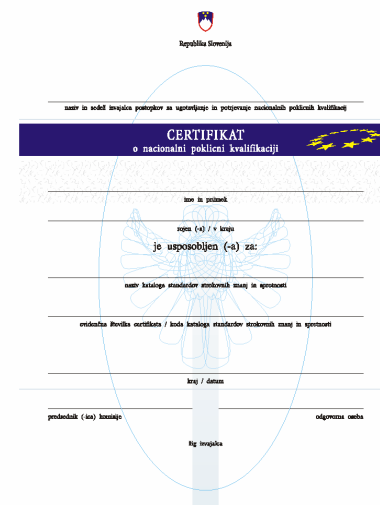 Republika Slovenija
naziv in sedež izvajalca postopkov za ugotavljanje in potrjevanje nacionalnih poklicnih kvalifikacij
CERTIFIKAT
o nacionalni poklicni kvalifikaciji
ime in priimek
rojen (-a) / v kraju
je usposobljen (-a) za:
naziv kataloga standardov strokovnih znanj in spretnosti
evidenčna številka certifikata / koda kataloga standardov strokovnih znanj in spretnosti
kraj / datum
predsednik (-ica) komisije
odgovorna oseba
žig izvajalca